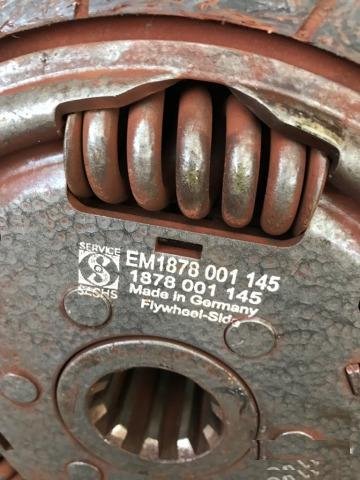 SERVICE
SACHS
EM1878 001 145
1878 001 145
Made in Germany
Flywheel-Side